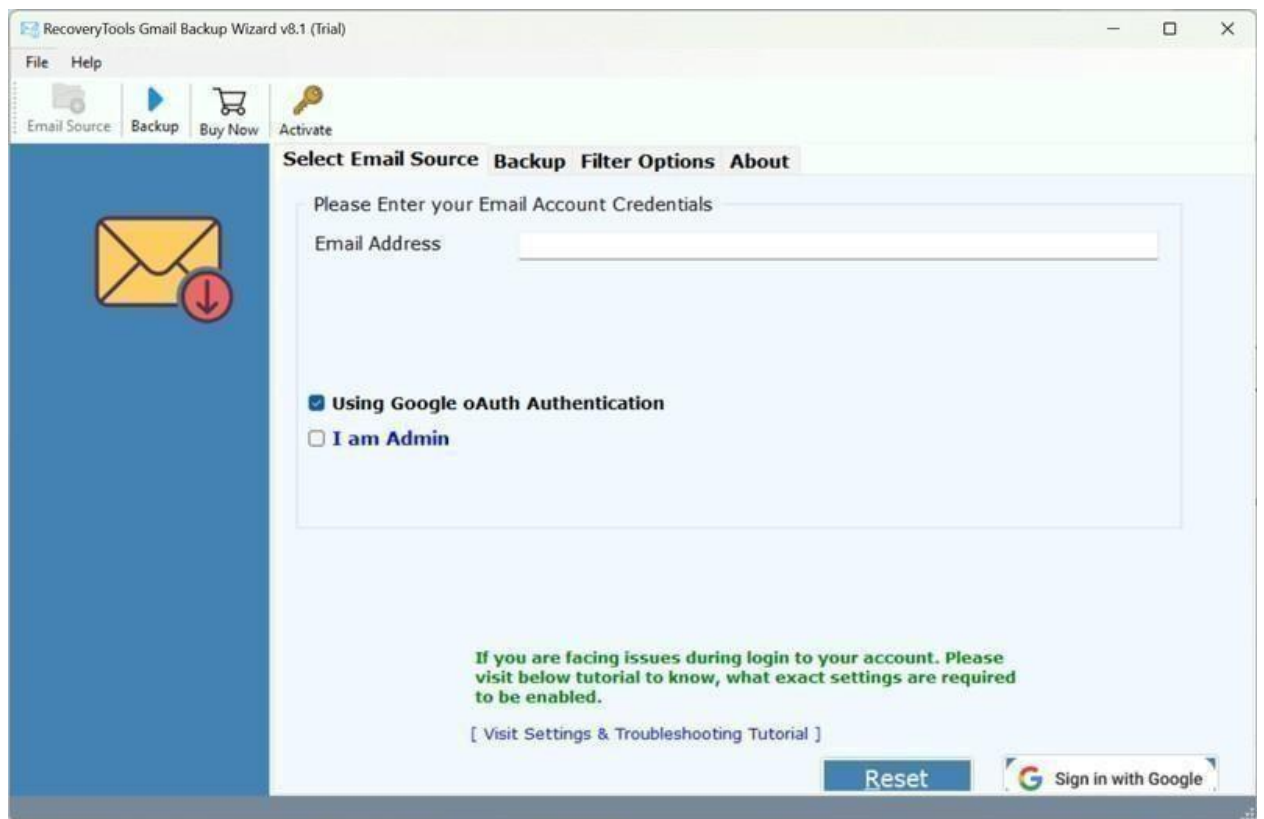 RecoveryTools Gmail Backup Wizard v8.1 (Trial)
File Help
Email Source Backup Buy Now Activate
Select Email Source Backup Filter Options About
Please Enter your Email Account Credentials
Email Address
Using Google oAuth Authentication
I am Admin
If you are facing issues during login to your account. Please
visit below tutorial to know, what exact settings are required
to be enabled.
[ Visit Settings & Troubleshooting Tutorial ]
Reset Sign in with Google